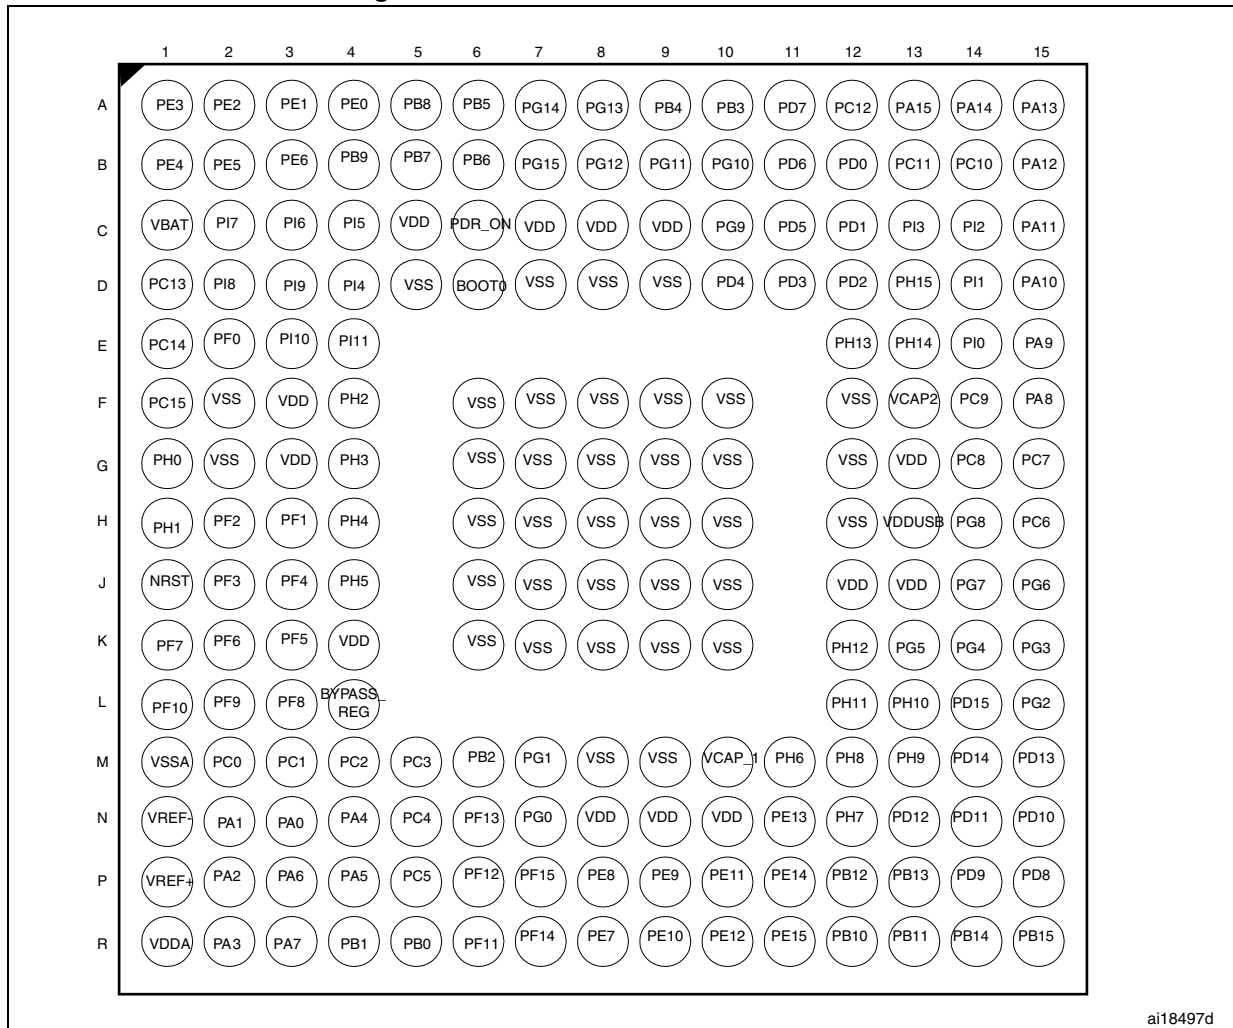 1 2 3 4 5 6 7 8 9 10 11 12 13 14 15
A PE3 PE2 PE1 PE0 PB8 PB5 PG14 PG13 PB4 PB3 PD7 PC12 PA15 PA14 PA13
B PE4 PE5 PE6 PB9 PB7 PB6 PG15 PG12 PG11 PG10 PD6 PD0 PC11 PC10 PA12
C VBAT PI7 PI6 PI5 VDD PDR_ON VDD VDD VDD PG9 PD5 PD1 PI3 PI2 PA11
D PC13 PI8 PI9 PI4 VSS BOOT0 VSS VSS VSS PD4 PD3 PD2 PH15 PI1 PA10
E PC14 PF0 PI10 PI11 PH13 PH14 PI0 PA9
F PC15 VSS VDD PH2 VSS VSS VSS VSS VSS VSS VCAP2 PC9 PA8
G PH0 VSS VDD PH3 VSS VSS VSS VSS VSS VSS VDD PC8 PC7
H PH1 PF2 PF1 PH4 VSS VSS VSS VSS VSS VSS VDDUSB PG8 PC6
J NRST PF3 PF4 PH5 VSS VSS VSS VSS VSS VDD VDD PG7 PG6
K PF7 PF6 PF5 VDD VSS VSS VSS VSS VSS PH12 PG5 PG4 PG3
L PF10 PF9 PF8 BYPASS_ PH11 PH10 PD15 PG2
REG
M VSSA PC0 PC1 PC2 PC3 PB2 PG1 VSS VSS VCAP_1 PH6 PH8 PH9 PD14 PD13
N VREF- PA1 PA0 PA4 PC4 PF13 PG0 VDD VDD VDD PE13 PH7 PD12 PD11 PD10
P VREF+ PA2 PA6 PA5 PC5 PF12 PF15 PE8 PE9 PE11 PE14 PB12 PB13 PD9 PD8
R VDDA PA3 PA7 PB1 PB0 PF11 PF14 PE7 PE10 PE12 PE15 PB10 PB11 PB14 PB15
ai18497d